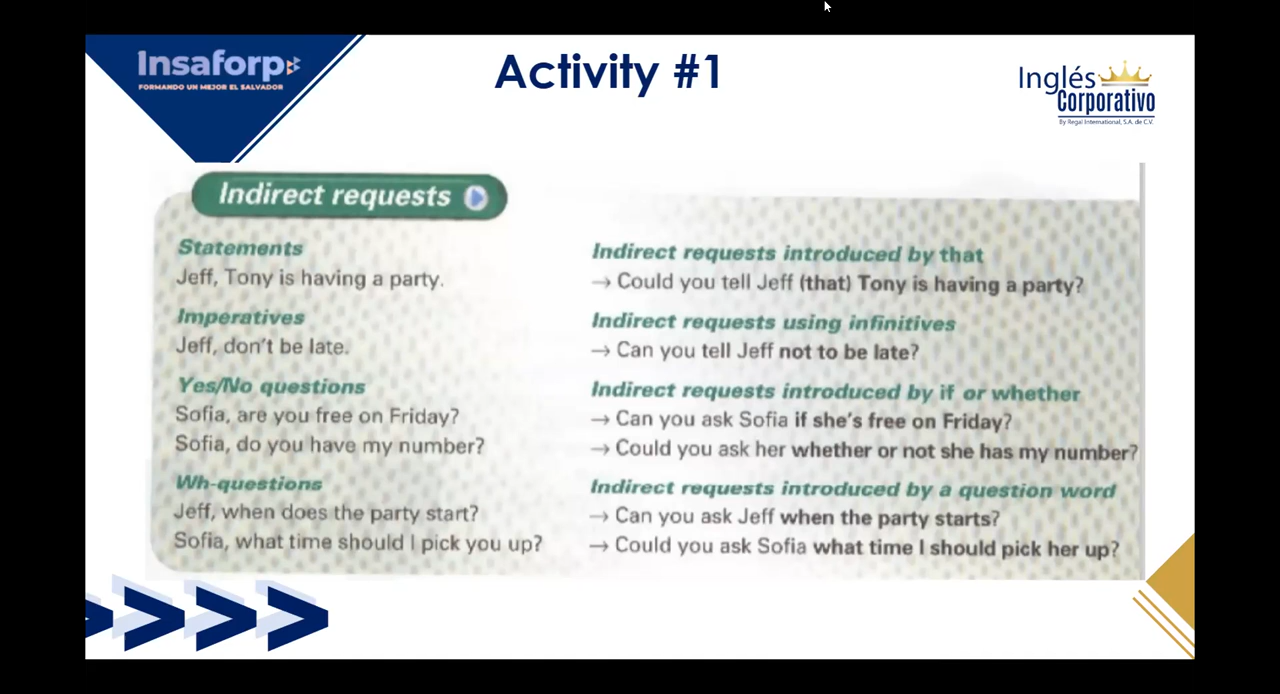 Insaforp
FORMANDO UN MEJOR EL SALVADOR
Activity #1
Inglés
Corporativo
By Regal International, S.A. de C.V.
Indirect requests
Statements
Jeff, Tony is having a party.
Indirect requests introduced by that
→ Could you tell Jeff (that) Tony is having a party?
Imperatives
Jeff, don't be late.
Indirect requests using infinitives
→ Can you tell Jeff not to be late?
Yes/No questions
Sofia, are you free on Friday?
Sofia, do you have my number?
Indirect requests introduced by if or whether
→ Can you ask Sofia if she's free on Friday?
→ Could you ask her whether or not she has my number?
Wh-questions
Jeff, when does the party start?
Sofia, what time should I pick you up?
Indirect requests introduced by a question word
→ Can you ask Jeff when the party starts?
→ Could you ask Sofia what time I should pick her up?